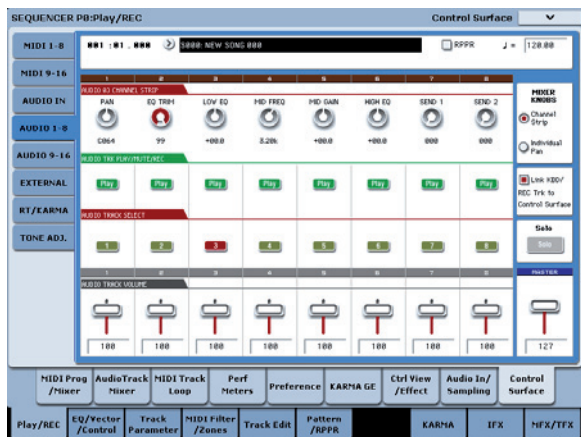 SEQUENCER P0:Play/REC Control Surface
MIDI 1-8
MIDI 9-16
AUDIO IN
AUDIO 1-8
AUDIO 9-16
EXTERNAL
RT/KARMA
TONE ADJ.
001 :01 . 000 S000: NEW SONG 000 RPPR ♩ = 120.00
1 2 3 4 5 6 7 8
AUDIO 03 CHANNEL STRIP
PAN EQ TRIM LOW EQ MID FREQ MID GAIN HIGH EQ SEND 1 SEND 2
C064 99 +00.0 3.20k +00.0 +00.0 000 000
AUDIO TRK PLAY/MUTE/REC
Play Play Play Play Play Play Play Play
AUDIO TRACK SELECT
1 2 3 4 5 6 7 8
1 2 3 4 5 6 7 8
AUDIO TRACK VOLUME
100 100 100 100 100 100 100 100
MIXER
KNOBS
Channel
Strip
Individual
Pan
Link KBD/
REC Trk to
Control Surface
Solo
Solo
MASTER
127
MIDI Prog
/Mixer
AudioTrack
Mixer
MIDI Track
Loop
Perf
Meters
Preference
KARMA GE
Ctrl View
/Effect
Audio In/
Sampling
Control
Surface
Play/REC
EQ/Vector
/Control
Track
Parameter
MIDI Filter
/Zones
Track Edit
Pattern
/RPPR
KARMA
IFX
MFX/TFX